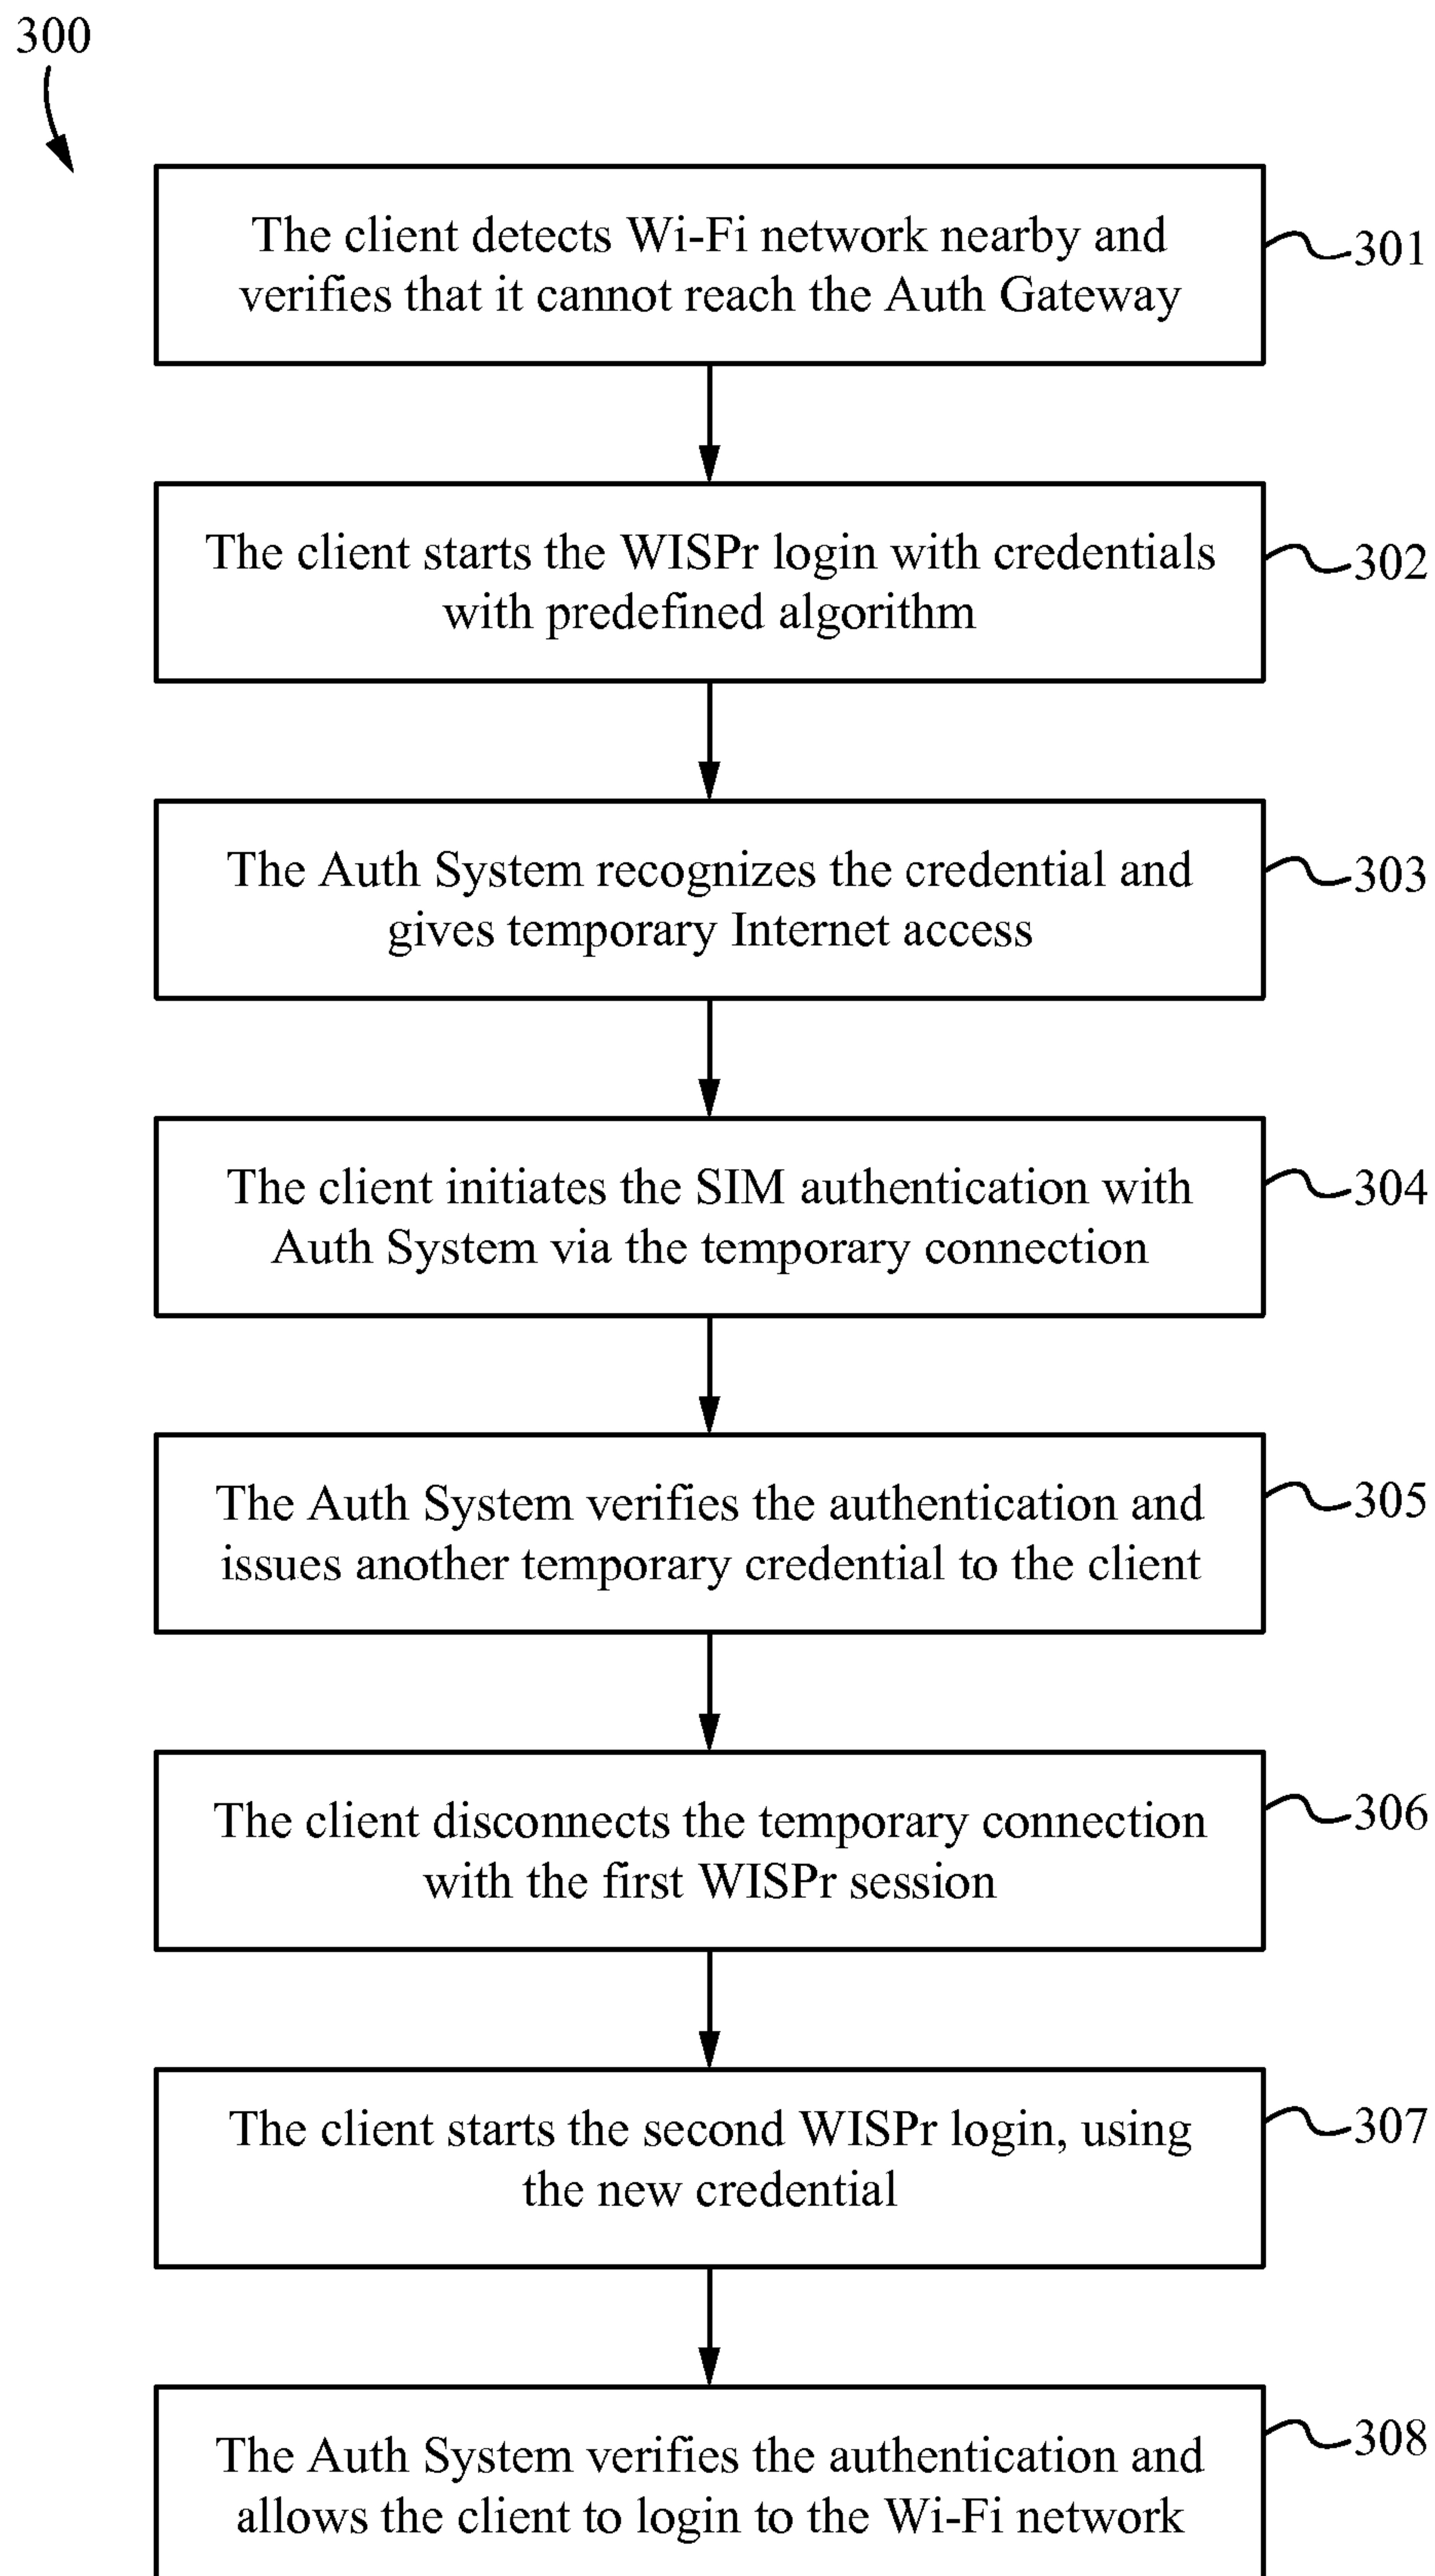 300
The client detects Wi-Fi network nearby and
verifies that it cannot reach the Auth Gateway
301
The client starts the WISPr login with credentials
with predefined algorithm
302
The Auth System recognizes the credential and
gives temporary Internet access
303
The client initiates the SIM authentication with
Auth System via the temporary connection
304
The Auth System verifies the authentication and
issues another temporary credential to the client
305
The client disconnects the temporary connection
with the first WISPr session
306
The client starts the second WISPr login, using
the new credential
307
The Auth System verifies the authentication and
allows the client to login to the Wi-Fi network
308